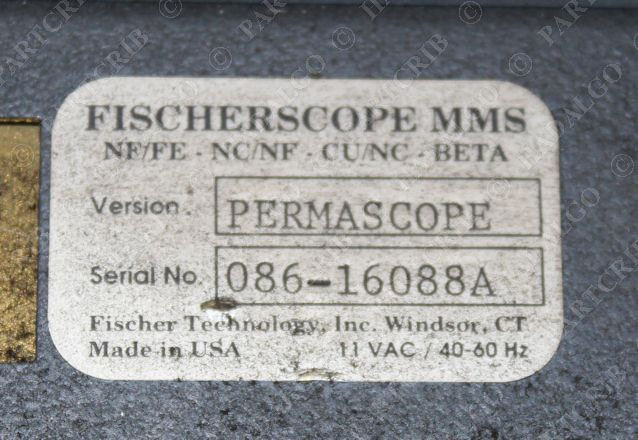 FISCHERSCOPE MMS
NF/FE - NC/NF - CU/NC - BETA
Version. PERMASCOPE
Serial No. 086-16088A
Fischer Technology, Inc. Windsor, CT
Made in USA 11 VAC / 40-60 Hz